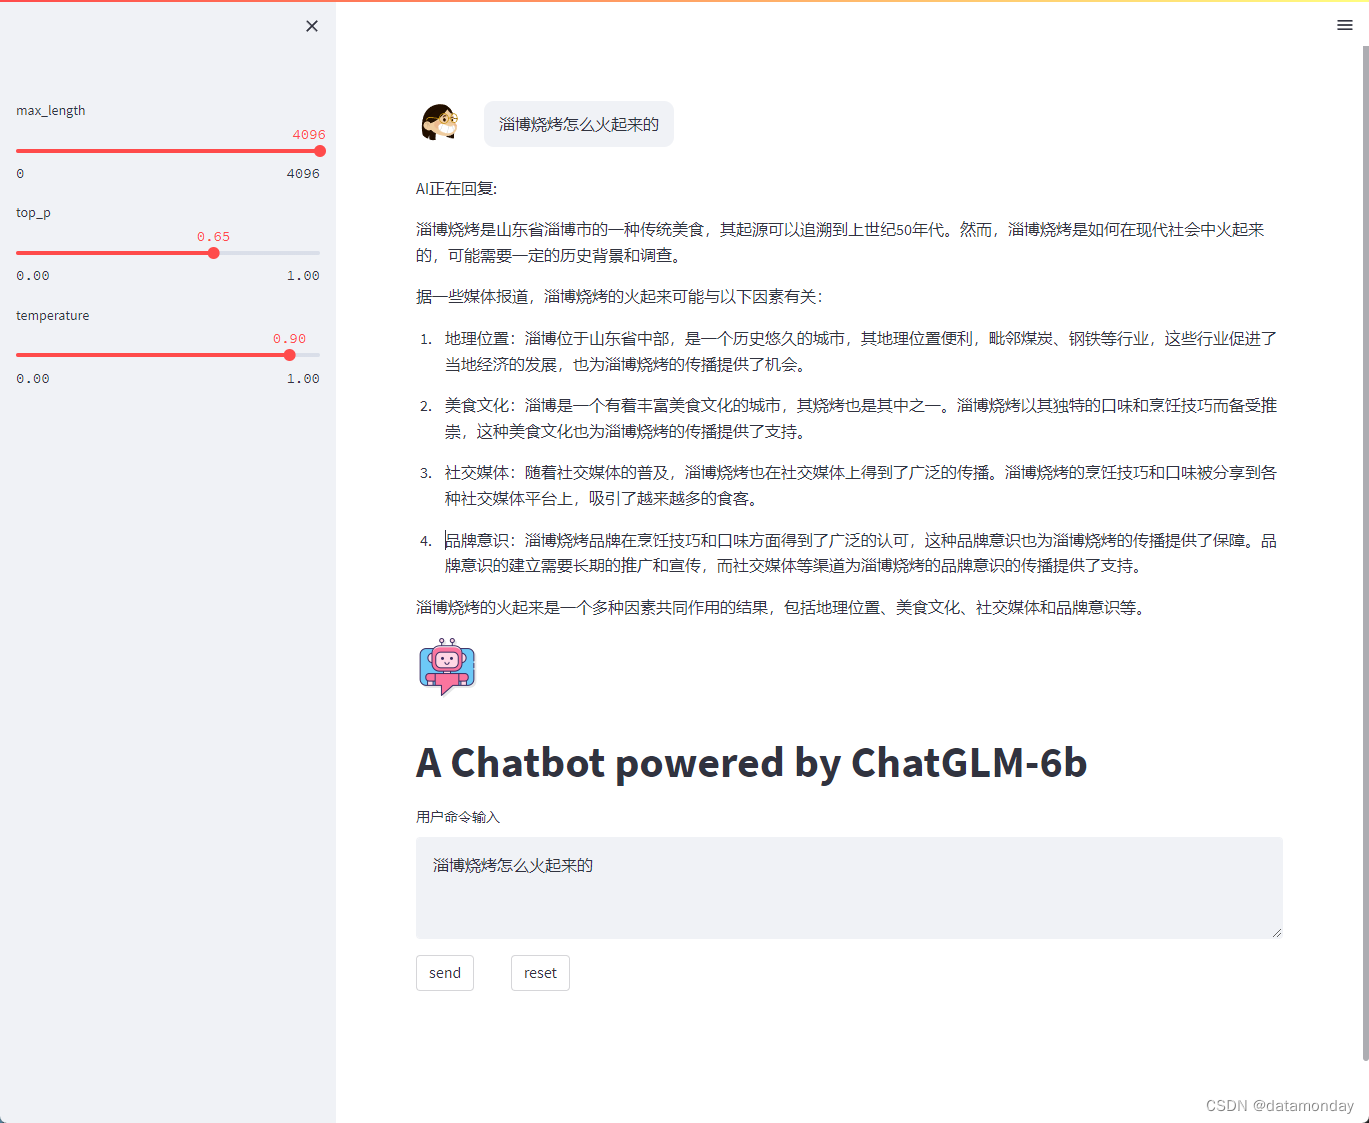 max_length
4096
0 4096
top_p
0.65
0.00 1.00
temperature
0.90
0.00 1.00
淄博烧烤怎么火起来的
AI正在回复:
淄博烧烤是山东省淄博市的一种传统美食，其起源可以追溯到上世纪50年代。然而，淄博烧烤是如何在现代社会中火起来
的，可能需要一定的历史背景和调查。
据一些媒体报道，淄博烧烤的火起来可能与以下因素有关：
1. 地理位置：淄博位于山东省中部，是一个历史悠久的城市，其地理位置便利，毗邻煤炭、钢铁等行业，这些行业促进了
当地经济的发展，也为淄博烧烤的传播提供了机会。
2. 美食文化：淄博是一个有着丰富美食文化的城市，其烧烤也是其中之一。淄博烧烤以其独特的口味和烹饪技巧而备受推
崇，这种美食文化也为淄博烧烤的传播提供了支持。
3. 社交媒体：随着社交媒体的普及，淄博烧烤也在社交媒体上得到了广泛的传播。淄博烧烤的烹饪技巧和口味被分享到各
种社交媒体平台上，吸引了越来越多的食客。
4. 品牌意识：淄博烧烤品牌在烹饪技巧和口味方面得到了广泛的认可，这种品牌意识也为淄博烧烤的传播提供了保障。品
牌意识的建立需要长期的推广和宣传，而社交媒体等渠道为淄博烧烤的品牌意识的传播提供了支持。
淄博烧烤的火起来是一个多种因素共同作用的结果，包括地理位置、美食文化、社交媒体和品牌意识等。
A Chatbot powered by ChatGLM-6b
用户命令输入
淄博烧烤怎么火起来的
send reset
CSDN @datamonday